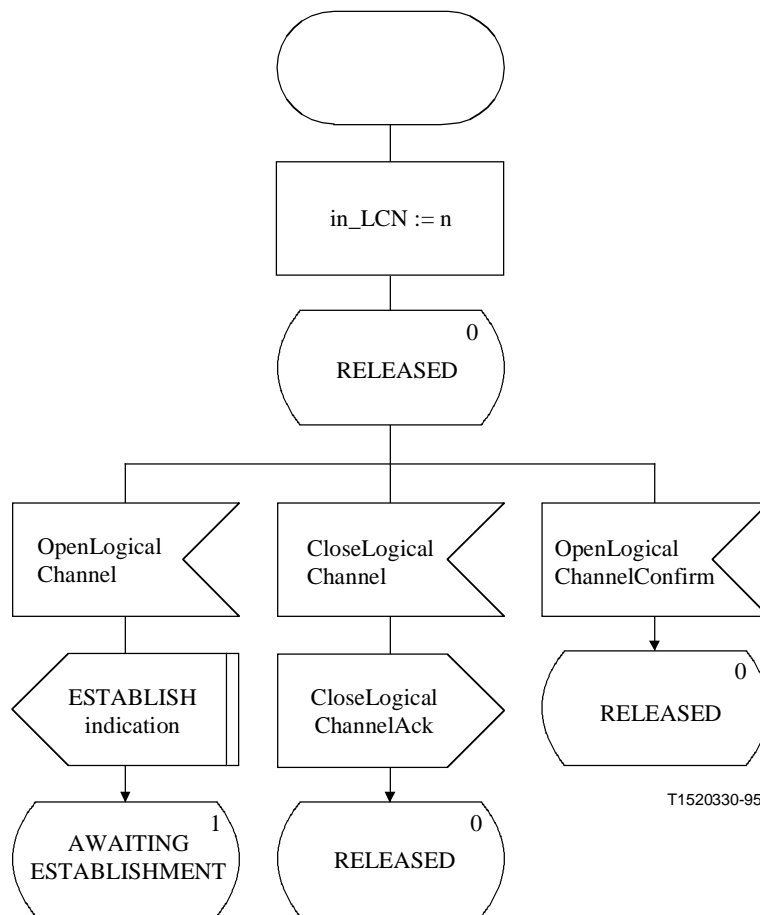 in_LCN := n
0
RELEASED
OpenLogical
Channel
CloseLogical
Channel
OpenLogical
ChannelConfirm
ESTABLISH
indication
CloseLogical
ChannelAck
0
RELEASED
T1520330-95
1
AWAITING
ESTABLISHMENT
0
RELEASED